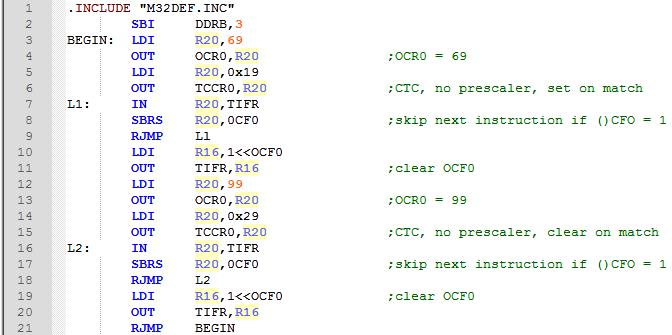 1 .INCLUDE "M32DEF.INC"
2 SBI DDRB,3
3 BEGIN: LDI R20,69
4 OUT OCR0,R20 ;OCR0 = 69
5 LDI R20,0x19
6 OUT TCCR0,R20 ;CTC, no prescaler, set on match
7 L1: IN R20,TIFR
8 SBRS R20,0CF0 ;skip next instruction if ()CFO = 1
9 RJMP L1
10 LDI R16,1<<OCF0
11 OUT TIFR,R16 ;clear OCF0
12 LDI R20,99
13 OUT OCR0,R20 ;OCR0 = 99
14 LDI R20,0x29
15 OUT TCCR0,R20 ;CTC, no prescaler, clear on match
16 L2: IN R20,TIFR
17 SBRS R20,0CF0 ;skip next instruction if ()CFO = 1
18 RJMP L2
19 LDI R16,1<<OCF0 ;clear OCF0
20 OUT TIFR,R16
21 RJMP BEGIN